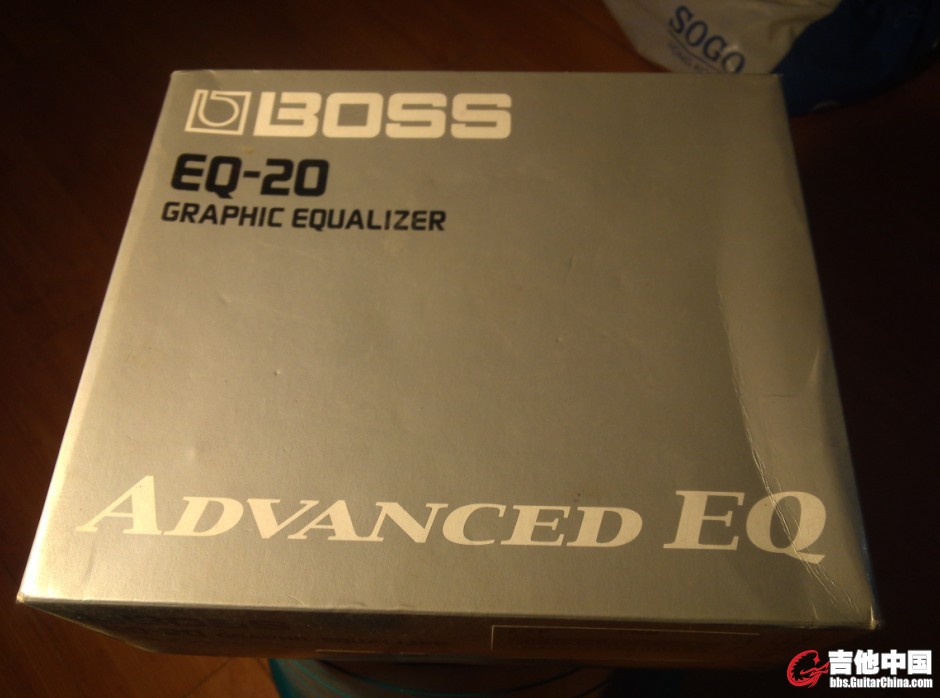 SOGO
BOSS
EQ-20
GRAPHIC EQUALIZER
ADVANCED EQ
吉他中国
bbs.GuitarChina.com